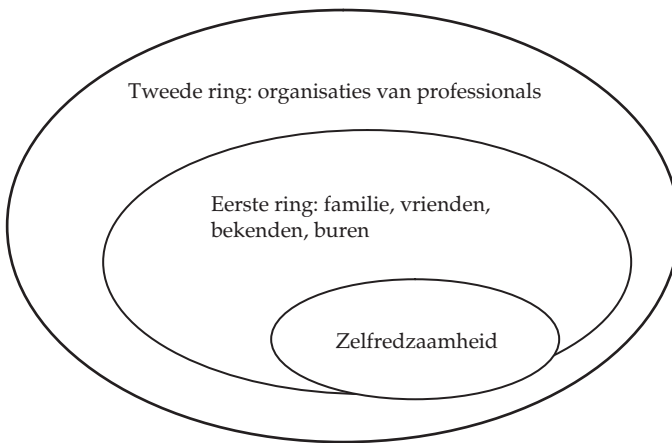 Tweede ring: organisaties van professionals
Eerste ring: familie, vrienden,
bekenden, buren
Zelfredzaamheid